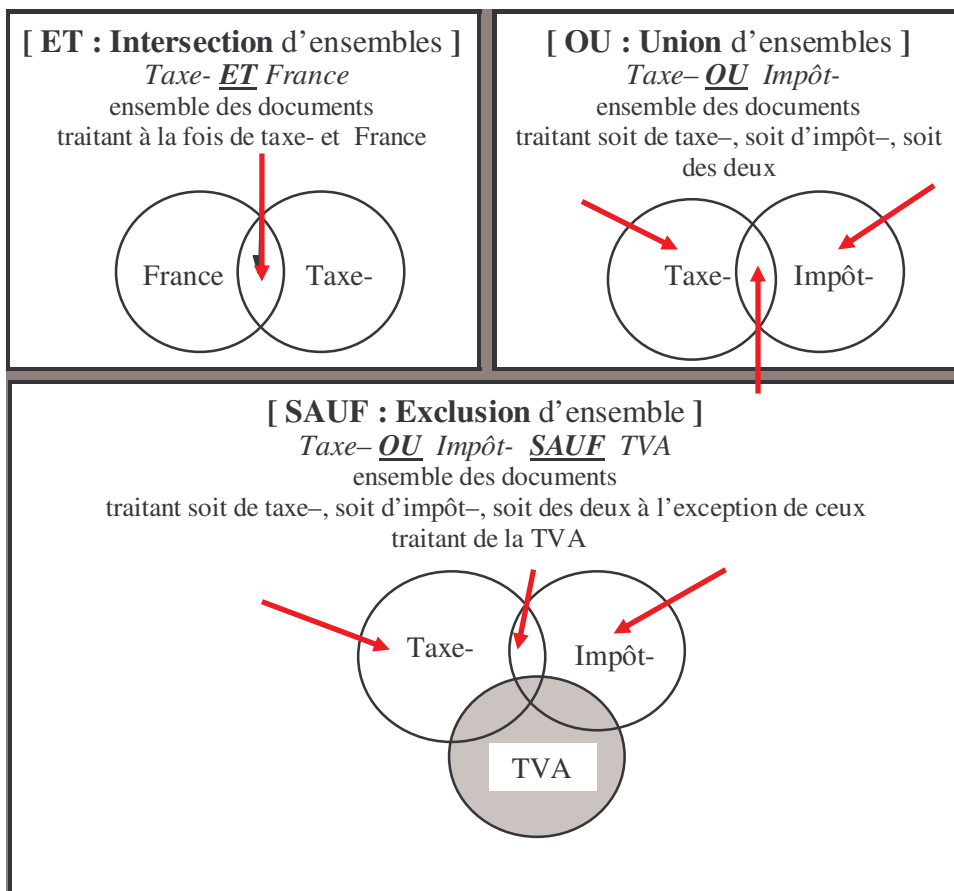 [ ET : Intersection d'ensembles ]
Taxe- ET France
ensemble des documents
traitant à la fois de taxe- et France
France
Taxe-
[ OU : Union d'ensembles ]
Taxe– OU Impôt-
ensemble des documents
traitant soit de taxe–, soit d'impôt–, soit
des deux
Taxe-
Impôt-
[ SAUF : Exclusion d'ensemble ]
Taxe– OU Impôt- SAUF TVA
ensemble des documents
traitant soit de taxe–, soit d'impôt–, soit des deux à l'exception de ceux
traitant de la TVA
Taxe-
Impôt-
TVA